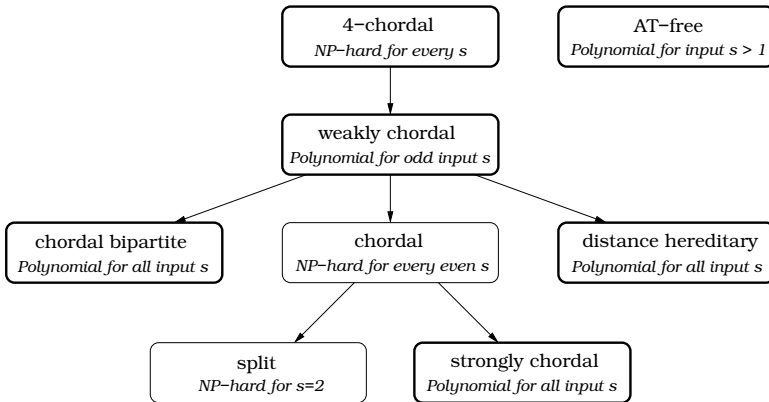 4−chordal
NP−hard for every s
AT−free
Polynomial for input s > 1
weakly chordal
Polynomial for odd input s
chordal bipartite
Polynomial for all input s
chordal
NP−hard for every even s
distance hereditary
Polynomial for all input s
split
NP−hard for s=2
strongly chordal
Polynomial for all input s